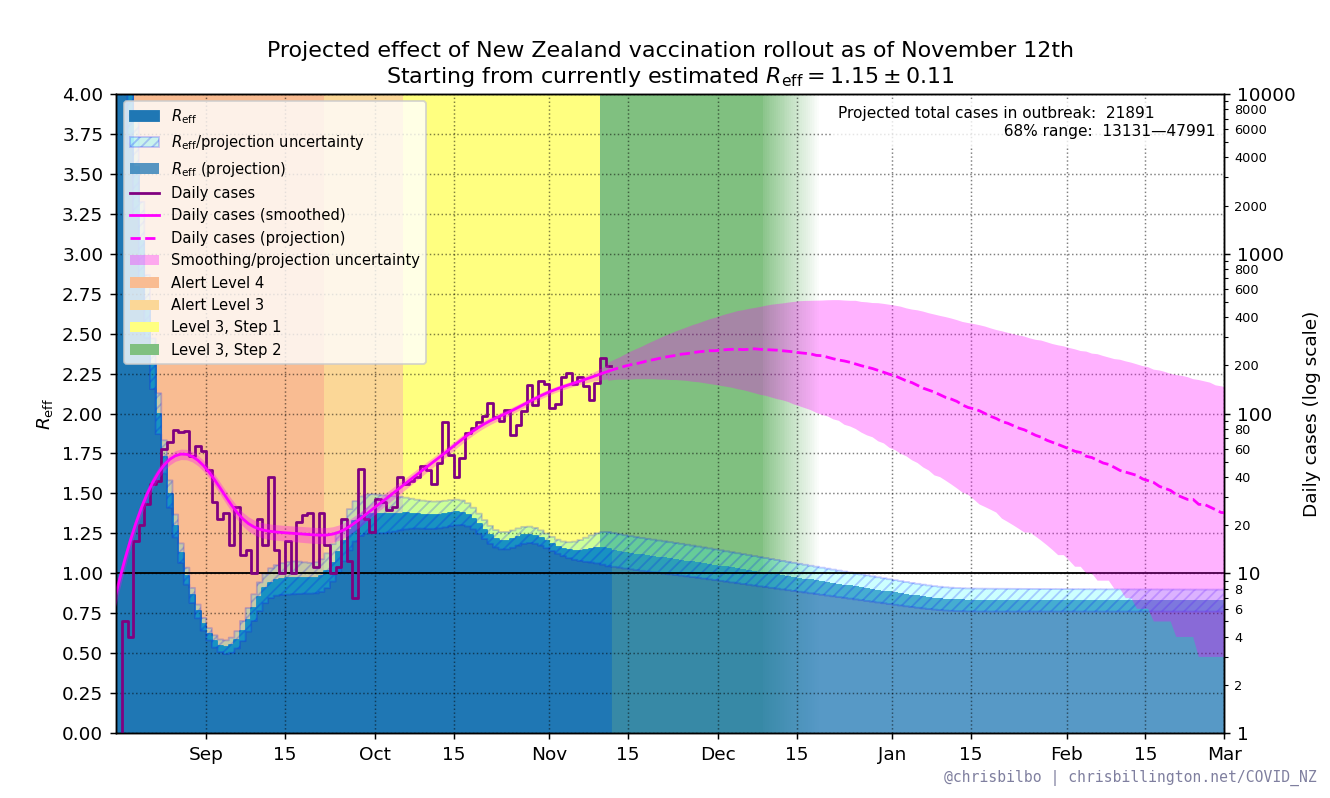 Projected effect of New Zealand vaccination rollout as of November 12th
Starting from currently estimated Reff = 1.15 ± 0.11
Projected total cases in outbreak: 21891
68% range: 13131—47991
Reff
Reff/projection uncertainty
Reff (projection)
Daily cases
Daily cases (smoothed)
Daily cases (projection)
Smoothing/projection uncertainty
Alert Level 4
Alert Level 3
Level 3, Step 1
Level 3, Step 2
Reff
4.00
3.75
3.50
3.25
3.00
2.75
2.50
2.25
2.00
1.75
1.50
1.25
1.00
0.75
0.50
0.25
0.00
Sep 15 Oct 15 Nov 15 Dec 15 Jan 15 Feb 15 Mar
10000
8000
6000
4000
2000
1000
800
600
400
200
100
80
60
40
20
10
8
6
4
2
1
Daily cases (log scale)
@chrisbilbo | chrisbillington.net/COVID_NZ